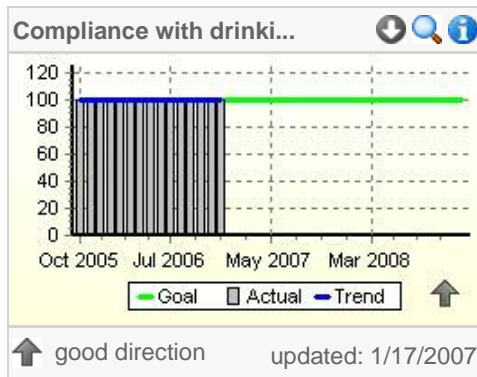 Compliance with drinki...
120
100
80
60
40
20
0
Oct 2005 Jul 2006 May 2007 Mar 2008
Goal Actual Trend
good direction updated: 1/17/2007